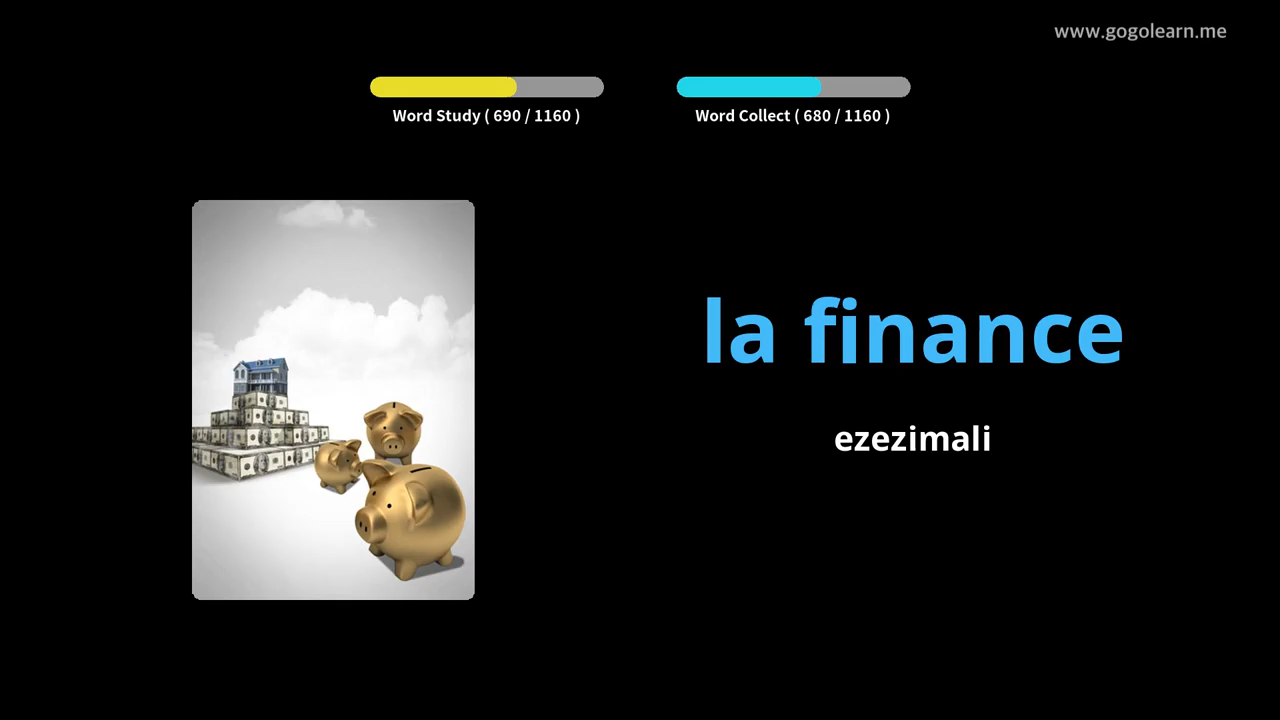 www.gogolearn.me
Word Study ( 690 / 1160 )
Word Collect ( 680 / 1160 )
la finance
ezezimali